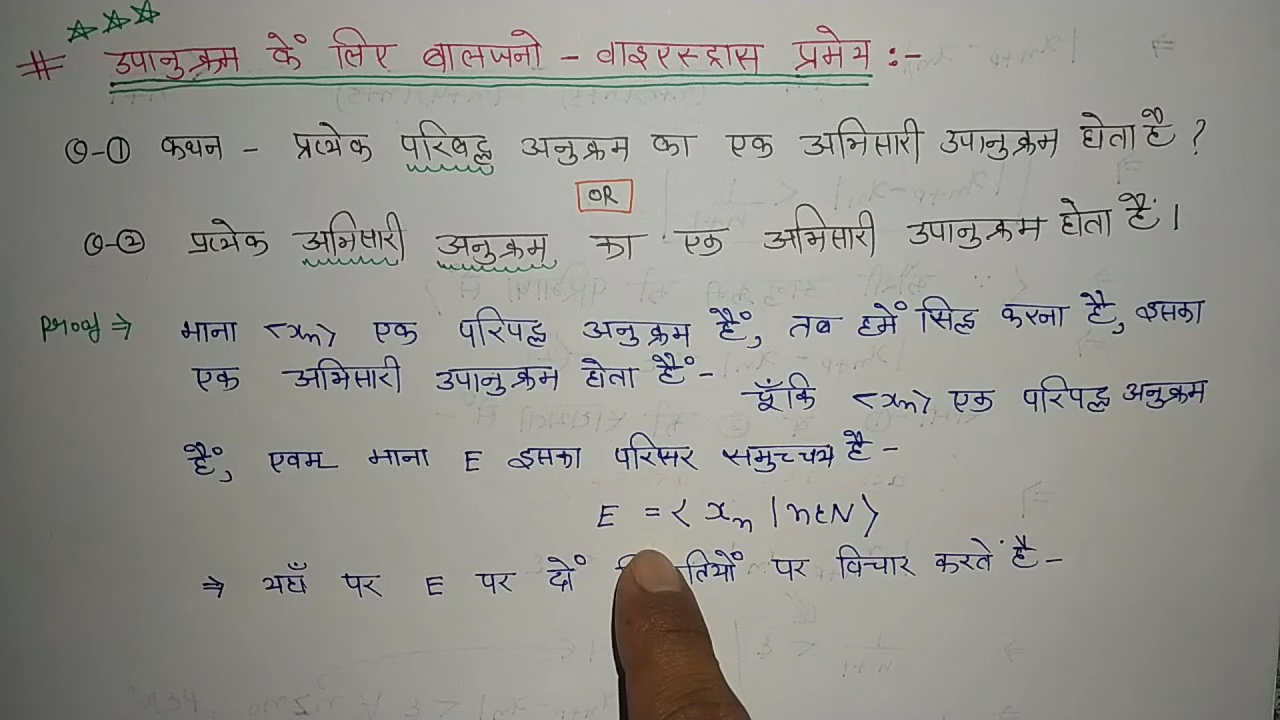 # उपानुक्रम के लिए बालजनो - वाइरस्ट्रास प्रमेय :-
Q-① कथन - प्रत्येक परिबद्ध अनुक्रम का एक अभिसारी उपानुक्रम होता है ?
OR
Q-② प्रत्येक अभिसारी अनुक्रम का एक अभिसारी उपानुक्रम होता है।
Proof ⇒ माना <xn> एक परिपद्ध अनुक्रम हैं, तब हमें सिद्ध करना है, इसका
एक अभिसारी उपानुक्रम होता हैं -
चूँकि <xn> एक परिपद्ध अनुक्रम
हैं, एवम माना E इसका परिसर समुच्चय है -
E = < xn | n∈N >
⇒ यहाँ पर E पर दों पर विचार करतें है -